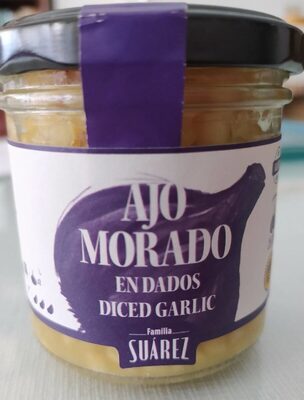 AJO
MORADO
EN DADOS
DICED GARLIC
Familia
SUÁREZ